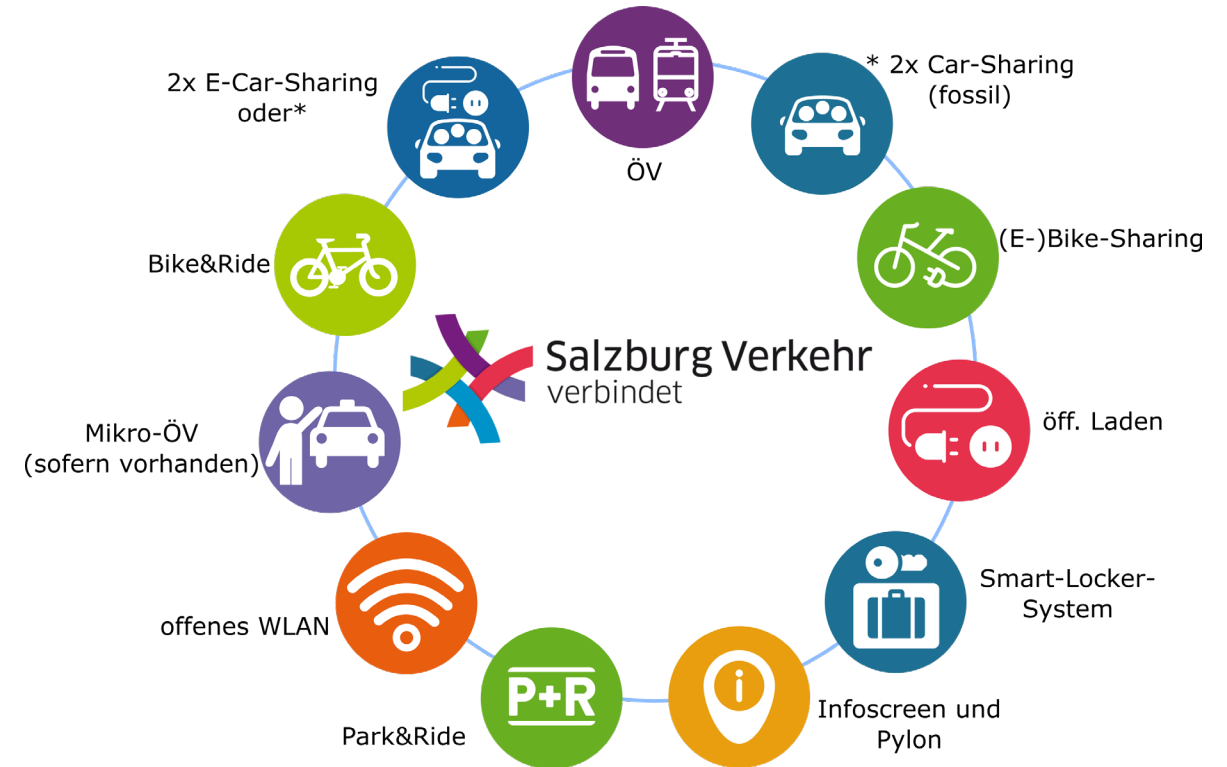 ÖV
* 2x Car-Sharing
(fossil)
(E-)Bike-Sharing
öff. Laden
Smart-Locker-
System
Infoscreen und
Pylon
P+R
Park&Ride
offenes WLAN
Mikro-ÖV
(sofern vorhanden)
Bike&Ride
2x E-Car-Sharing
oder*
Salzburg Verkehr
verbindet
i